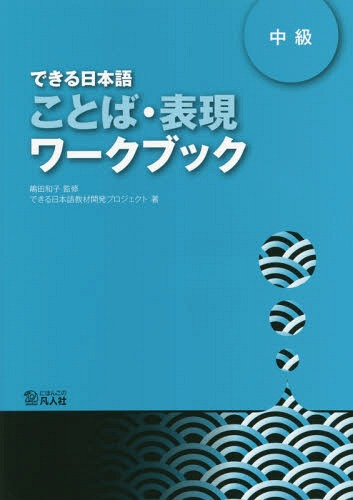 中級
できる日本語
ことば・表現
ワークブック
嶋田和子 監修
できる日本語教材開発プロジェクト 著
にほんごの
凡人社